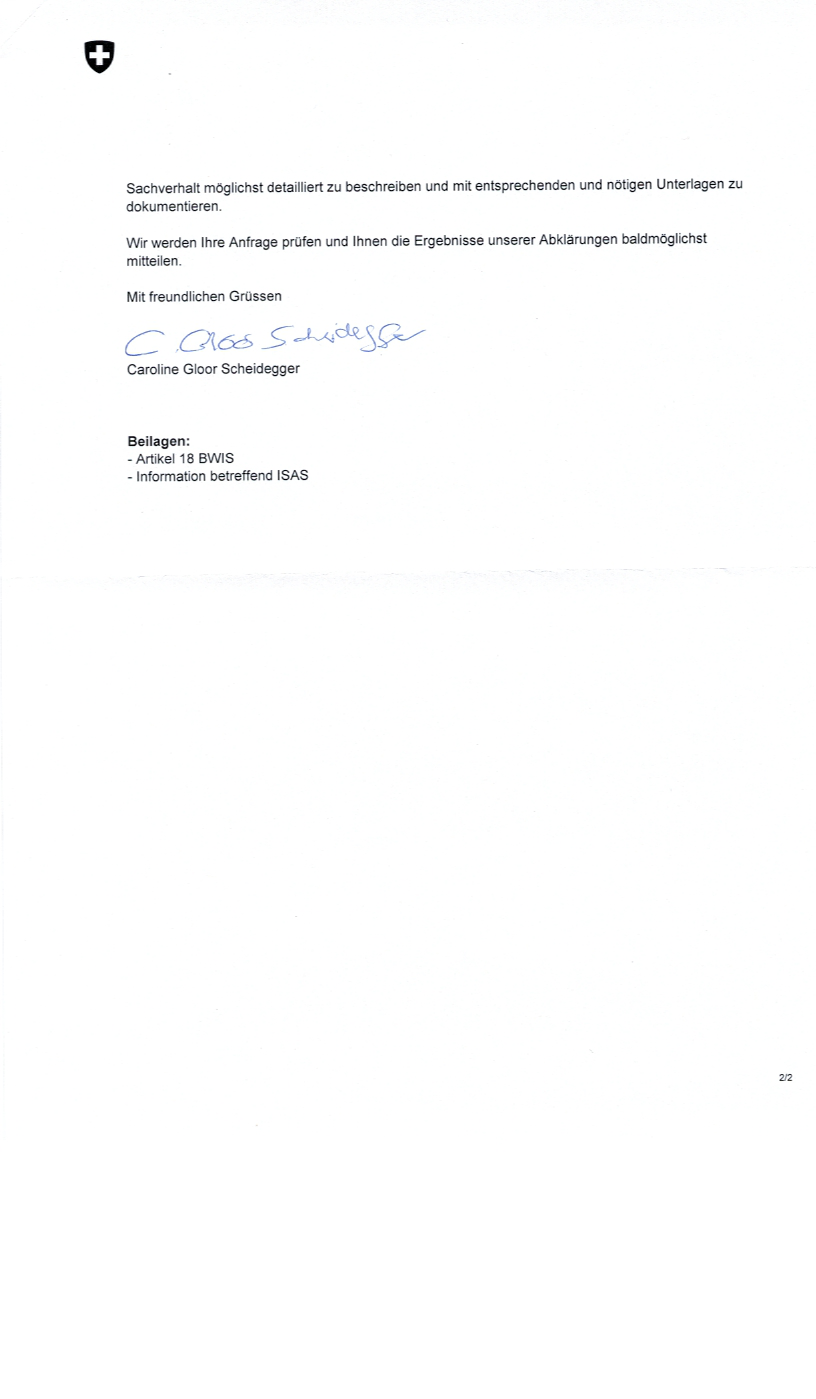 Sachverhalt möglichst detailliert zu beschreiben und mit entsprechenden und nötigen Unterlagen zu
dokumentieren.
Wir werden Ihre Anfrage prüfen und Ihnen die Ergebnisse unserer Abklärungen baldmöglichst
mitteilen.
Mit freundlichen Grüssen
C. Gloor Scheidegger
Caroline Gloor Scheidegger
Beilagen:
- Artikel 18 BWIS
- Information betreffend ISAS
2/2